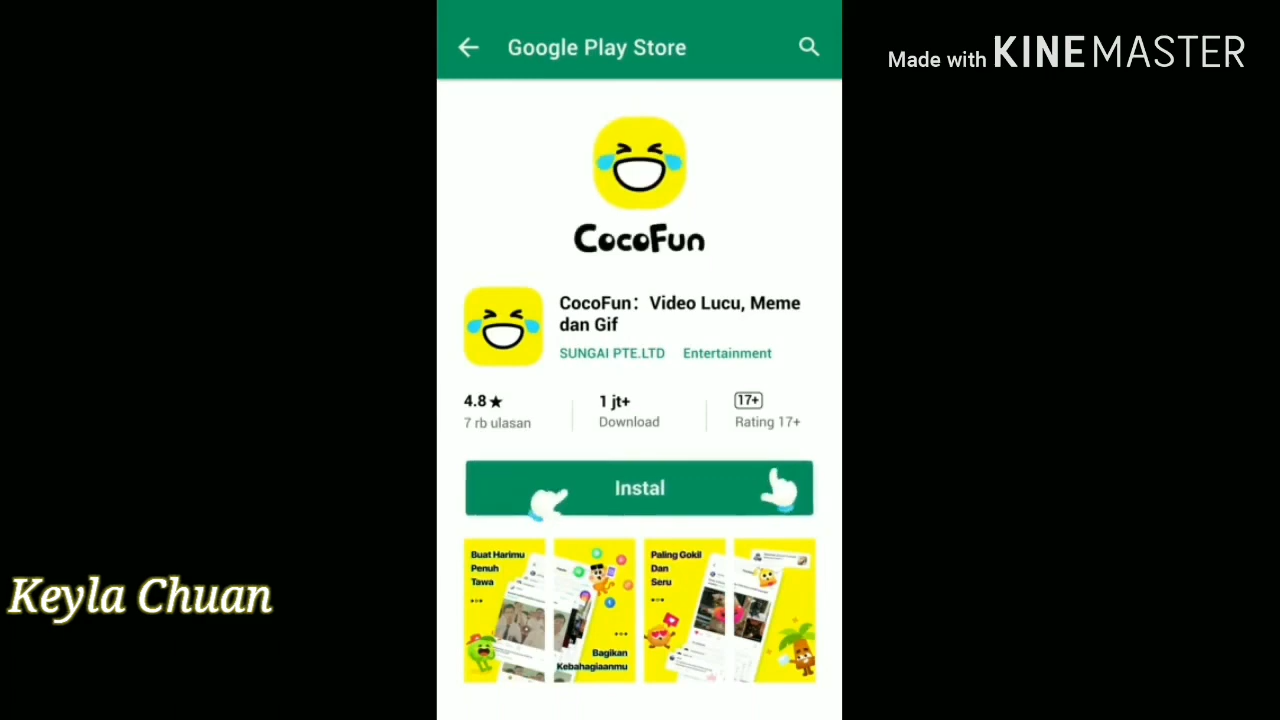 Google Play Store
Made with KINEMASTER
CocoFun
CocoFun： Video Lucu, Meme
dan Gif
SUNGAI PTE.LTD Entertainment
4.8★ 1 jt+ 17+
7 rb ulasan Download Rating 17+
Instal
Buat Harimu
Penuh
Tawa
Bagikan
Kebahagiaanmu
Paling Gokil
Dan
Seru
Keyla Chuan